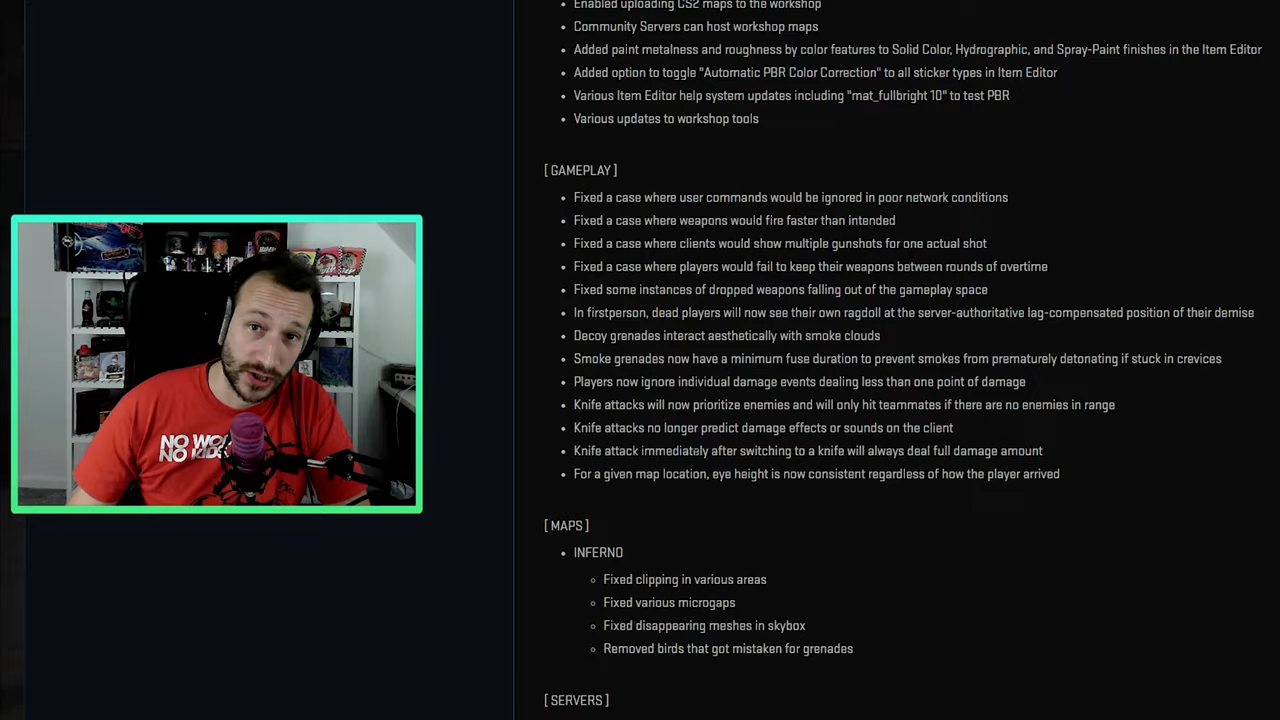 Enabled uploading CS2 maps to the workshop
Community Servers can host workshop maps
Added paint metalness and roughness by color features to Solid Color, Hydrographic, and Spray-Paint finishes in the Item Editor
Added option to toggle "Automatic PBR Color Correction" to all sticker types in Item Editor
Various Item Editor help system updates including "mat_fullbright 10" to test PBR
Various updates to workshop tools
[ GAMEPLAY ]
Fixed a case where user commands would be ignored in poor network conditions
Fixed a case where weapons would fire faster than intended
Fixed a case where clients would show multiple gunshots for one actual shot
Fixed a case where players would fail to keep their weapons between rounds of overtime
Fixed some instances of dropped weapons falling out of the gameplay space
In firstperson, dead players will now see their own ragdoll at the server-authoritative lag-compensated position of their demise
Decoy grenades interact aesthetically with smoke clouds
Smoke grenades now have a minimum fuse duration to prevent smokes from prematurely detonating if stuck in crevices
Players now ignore individual damage events dealing less than one point of damage
Knife attacks will now prioritize enemies and will only hit teammates if there are no enemies in range
Knife attacks no longer predict damage effects or sounds on the client
Knife attack immediately after switching to a knife will always deal full damage amount
For a given map location, eye height is now consistent regardless of how the player arrived
[ MAPS ]
INFERNO
Fixed clipping in various areas
Fixed various microgaps
Fixed disappearing meshes in skybox
Removed birds that got mistaken for grenades
[ SERVERS ]
NO
NO